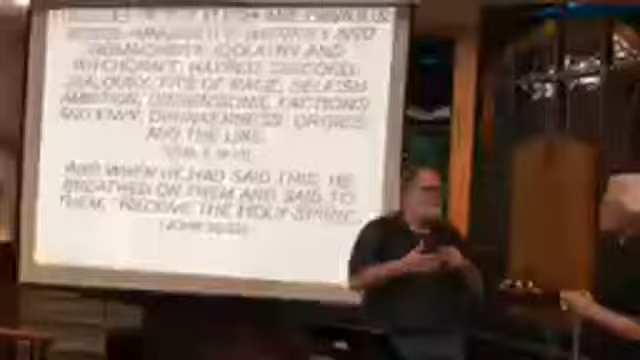 DEBAUCHERY; IDOLATRY AND
WITCHCRAFT; HATRED, DISCORD,
JEALOUSY, FITS OF RAGE, SELFISH
AMBITION, DISSENSIONS, FACTIONS
AND ENVY; DRUNKENNESS, ORGIES,
AND THE LIKE.
AND WHEN HE HAD SAID THIS, HE
BREATHED ON THEM AND SAID TO
THEM, "RECEIVE THE HOLY SPIRIT.